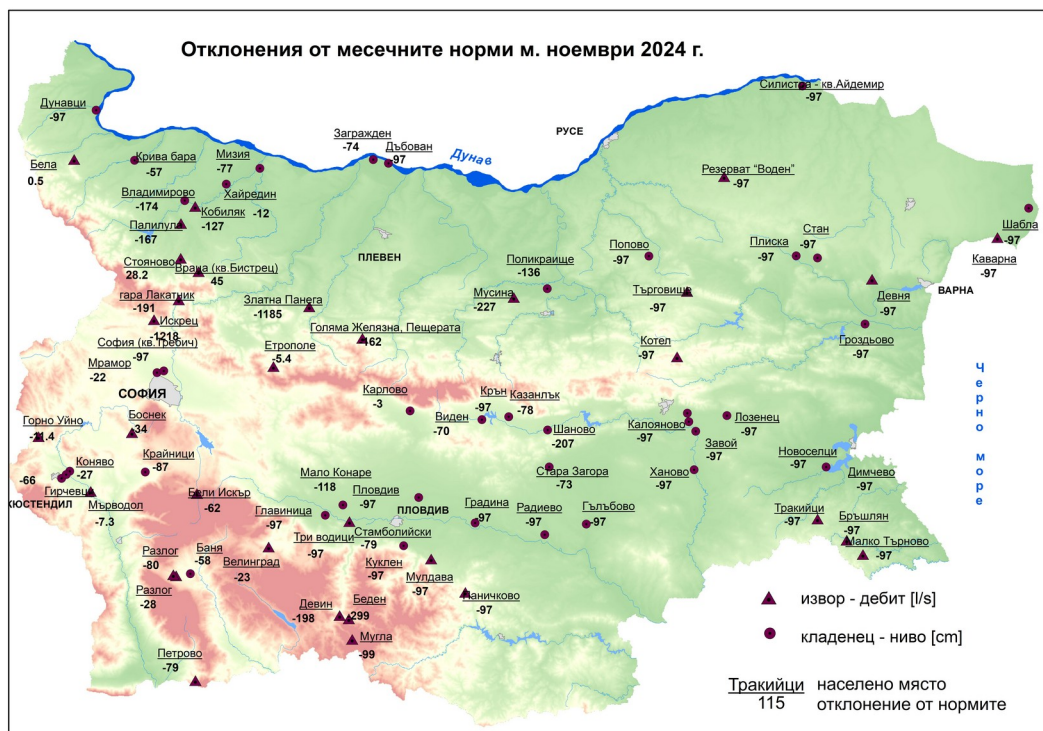 Отклонения от месечните норми м. ноември 2024 г.
Силистра - кв.Айдемир
-97
Дунавци
-97
Загражден
-74
Дъбован
-97
РУСЕ
Дунав
Бела
0.5
Крива бара
-57
Мизия
-77
Хайредин
-12
Резерват "Воден"
-97
Владимирово
-174
Кобиляк
-127
Палилула
-167
Стояново
28.2
Враца (кв.Бистрец)
45
ПЛЕВЕН
Поликраище
-136
Попово
-97
Плиска
-97
Стан
-97
Шабла
-97
Каварна
-97
ВАРНА
гара Лакатник
-191
Златна Панега
-1185
Мусина
-227
Търговище
-97
Девня
-97
Искрец
-1218
Голяма Желязна, Пещерата
-162
Гроздьово
-97
София (кв.Требич)
-97
Етрополе
-5.4
Котел
-97
Мрамор
-22
СОФИЯ
Карлово
-3
Крън
-97
Казанлък
-78
Виден
-70
Шаново
-207
Калояново
-97
Лозенец
-97
Завой
-97
Черно море
Горно Уйно
-21.4
Боснек
-34
Крайници
-87
Коняво
-27
-66
Гирчевци
КЮСТЕНДИЛ
Мърводол
-7.3
Бели Искър
-62
Мало Конаре
-118
Пловдив
-97
ПЛОВДИВ
Стара Загора
-73
Ханово
-97
Новоселци
-97
Димчево
-97
Главиница
-97
Три водици
-97
Стамболийски
-79
Градина
-97
Радиево
-97
Гълъбово
-97
Тракийци
-97
Бръшлян
-97
Малко Търново
-97
Разлог
-80
Баня
-58
Велинград
-23
Куклен
-97
Мулдава
-97
Паничково
-97
Разлог
-28
Девин
-198
Беден
-299
Мугла
-99
Петрово
-79
извор - дебит [l/s]
кладенец - ниво [cm]
Тракийци населено място
115 отклонение от нормите